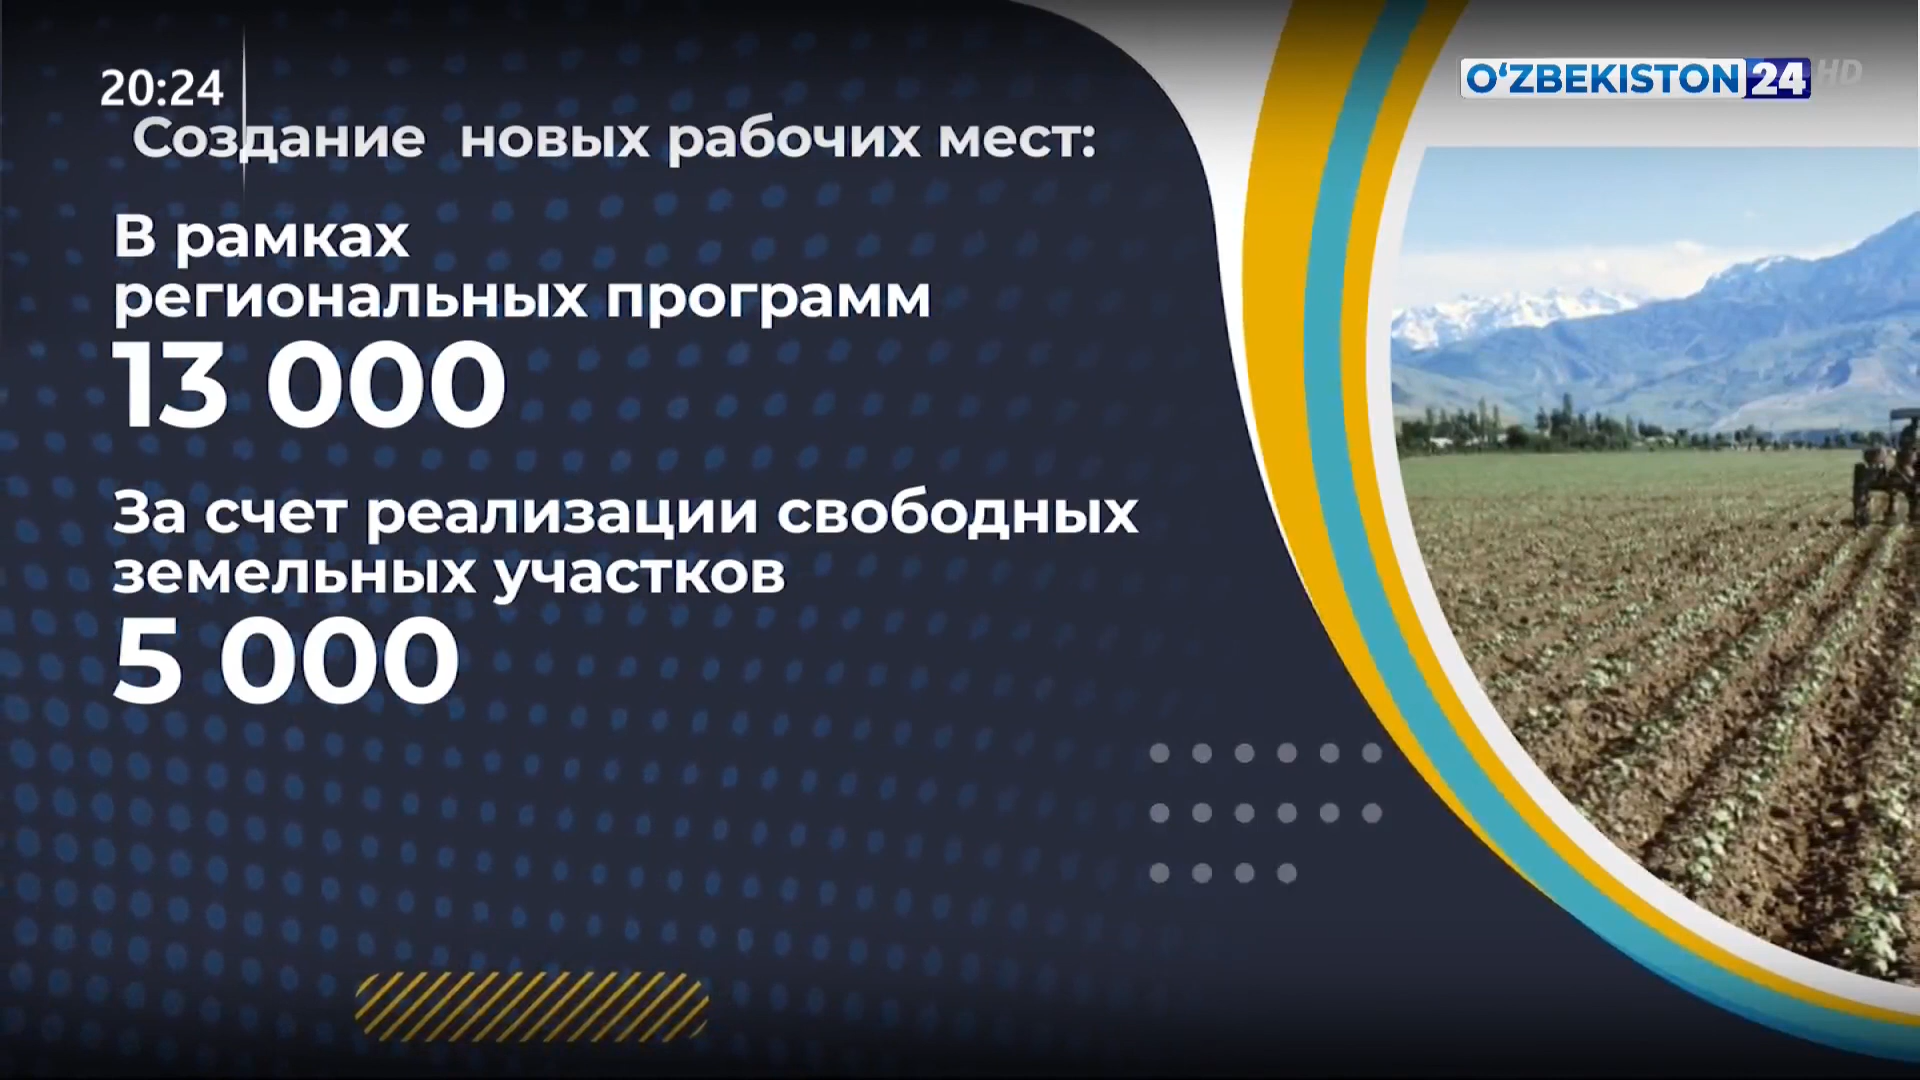 20:24
O‘ZBEKISTON 24 HD
Создание новых рабочих мест:
В рамках
региональных программ
13 000
За счет реализации свободных
земельных участков
5 000